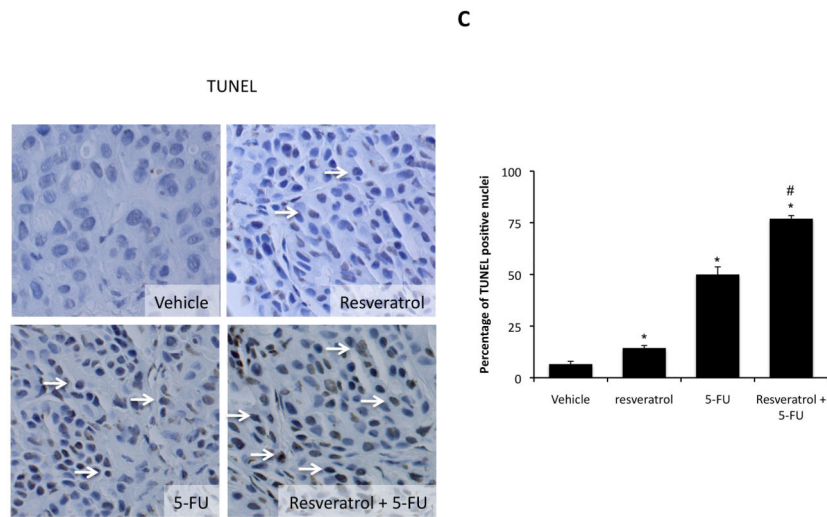 C
TUNEL
Vehicle
Resveratrol
5-FU
Resveratrol + 5-FU
Percentage of TUNEL positive nuclei
100
75
50
25
0
*
*
#
*
Vehicle
resveratrol
5-FU
Resveratrol +
5-FU